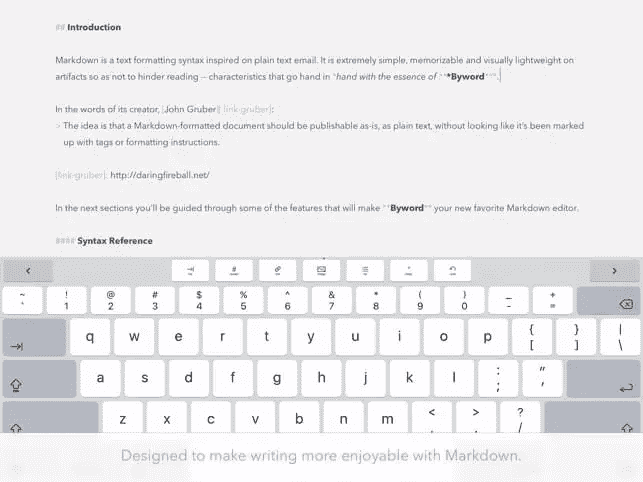 ## Introduction
Markdown is a text formatting syntax inspired on plain text email. It is extremely simple, memorizable and visually lightweight on
artifacts so as not to hinder reading -- characteristics that go hand in *hand with the essence of ***Byword***.
In the words of its creator, [John Gruber][ link-gruber]:
> The idea is that a Markdown-formatted document should be publishable as-is, as plain text, without looking like it's been marked
up with tags or formatting instructions.
[link-gruber]: http://daringfireball.net/
In the next sections you'll be guided through some of the features that will make **Byword** your new favorite Markdown editor.
#### Syntax Reference
~ ! @ # $ % ^ & * ( ) _ +
` 1 2 3 4 5 6 7 8 9 0 - =
q w e r t y u i o p { } |
[ ] \
a s d f g h j k l : "
; '
z x c v b n m < > ?
, . /
Designed to make writing more enjoyable with Markdown.